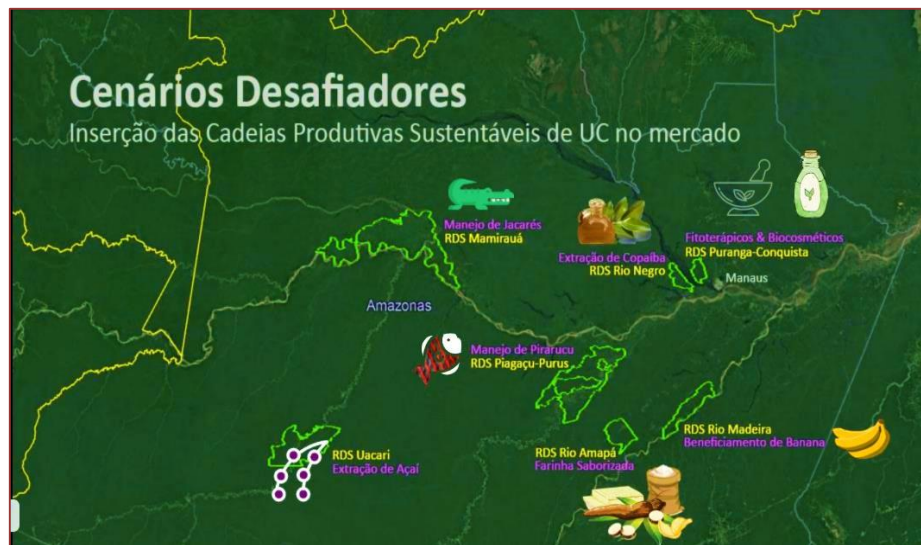 Cenários Desafiadores
Inserção das Cadeias Produtivas Sustentáveis de UC no mercado
Manejo de Jacarés
RDS Mamirauá
Extração de Copaíba
RDS Rio Negro
Fitoterápicos & Biocosméticos
RDS Puranga-Conquista
Manaus
Amazonas
Manejo de Pirarucu
RDS Piagaçu-Purus
RDS Rio Madeira
Beneficiamento de Banana
RDS Uacari
Extração de Açaí
RDS Rio Amapá
Farinha Saborizada